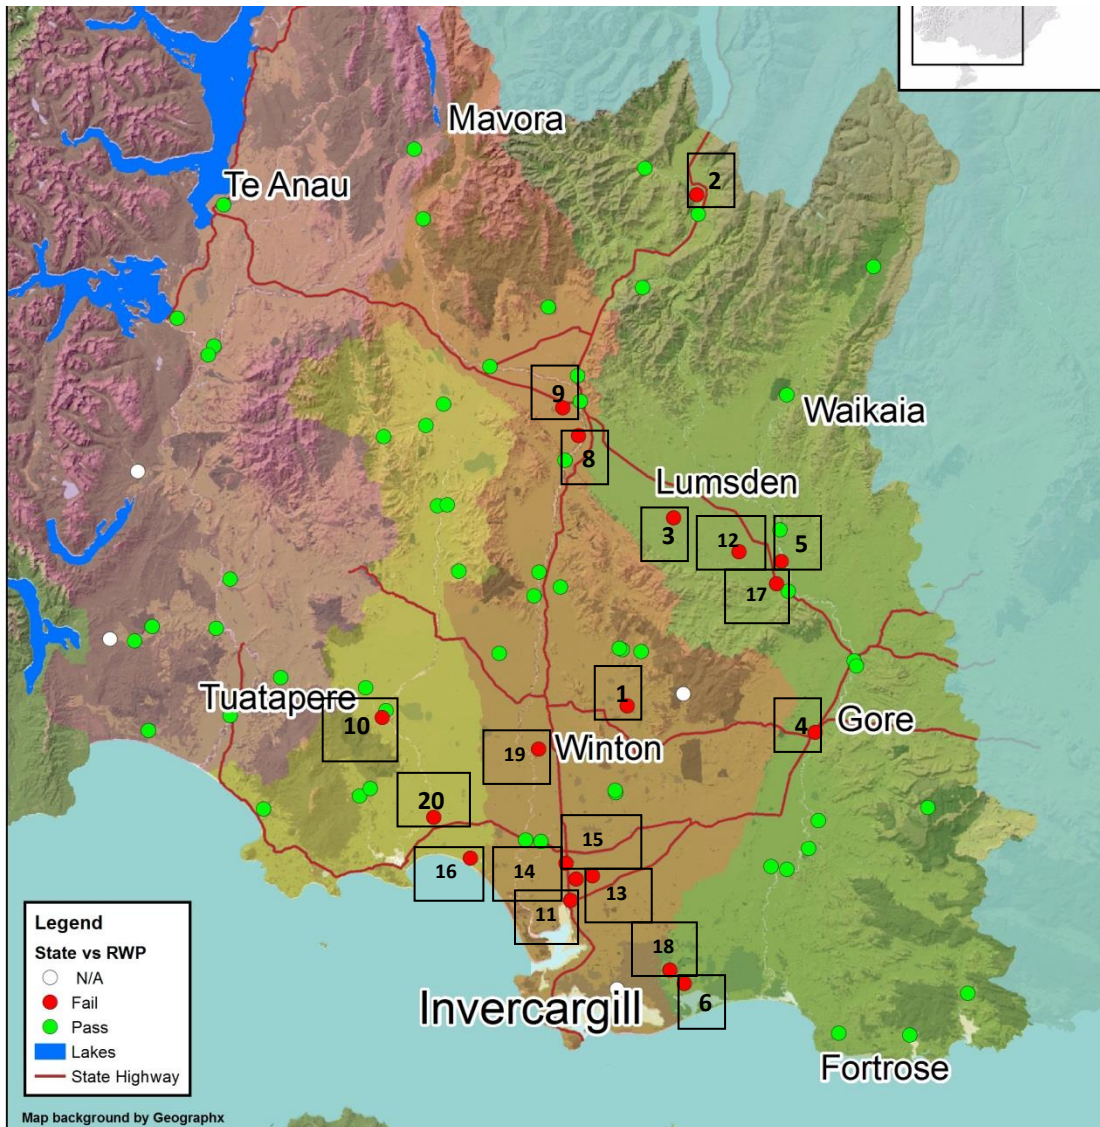 Mavora
Te Anau
2
9
Waikaia
8
Lumsden
3
12
5
17
1
Tuatapere
10
4
Gore
19
Winton
20
15
16
14
13
11
18
Invercargill
6
Fortrose
Legend
State vs RWP
N/A
Fail
Pass
Lakes
State Highway
Map background by Geographx